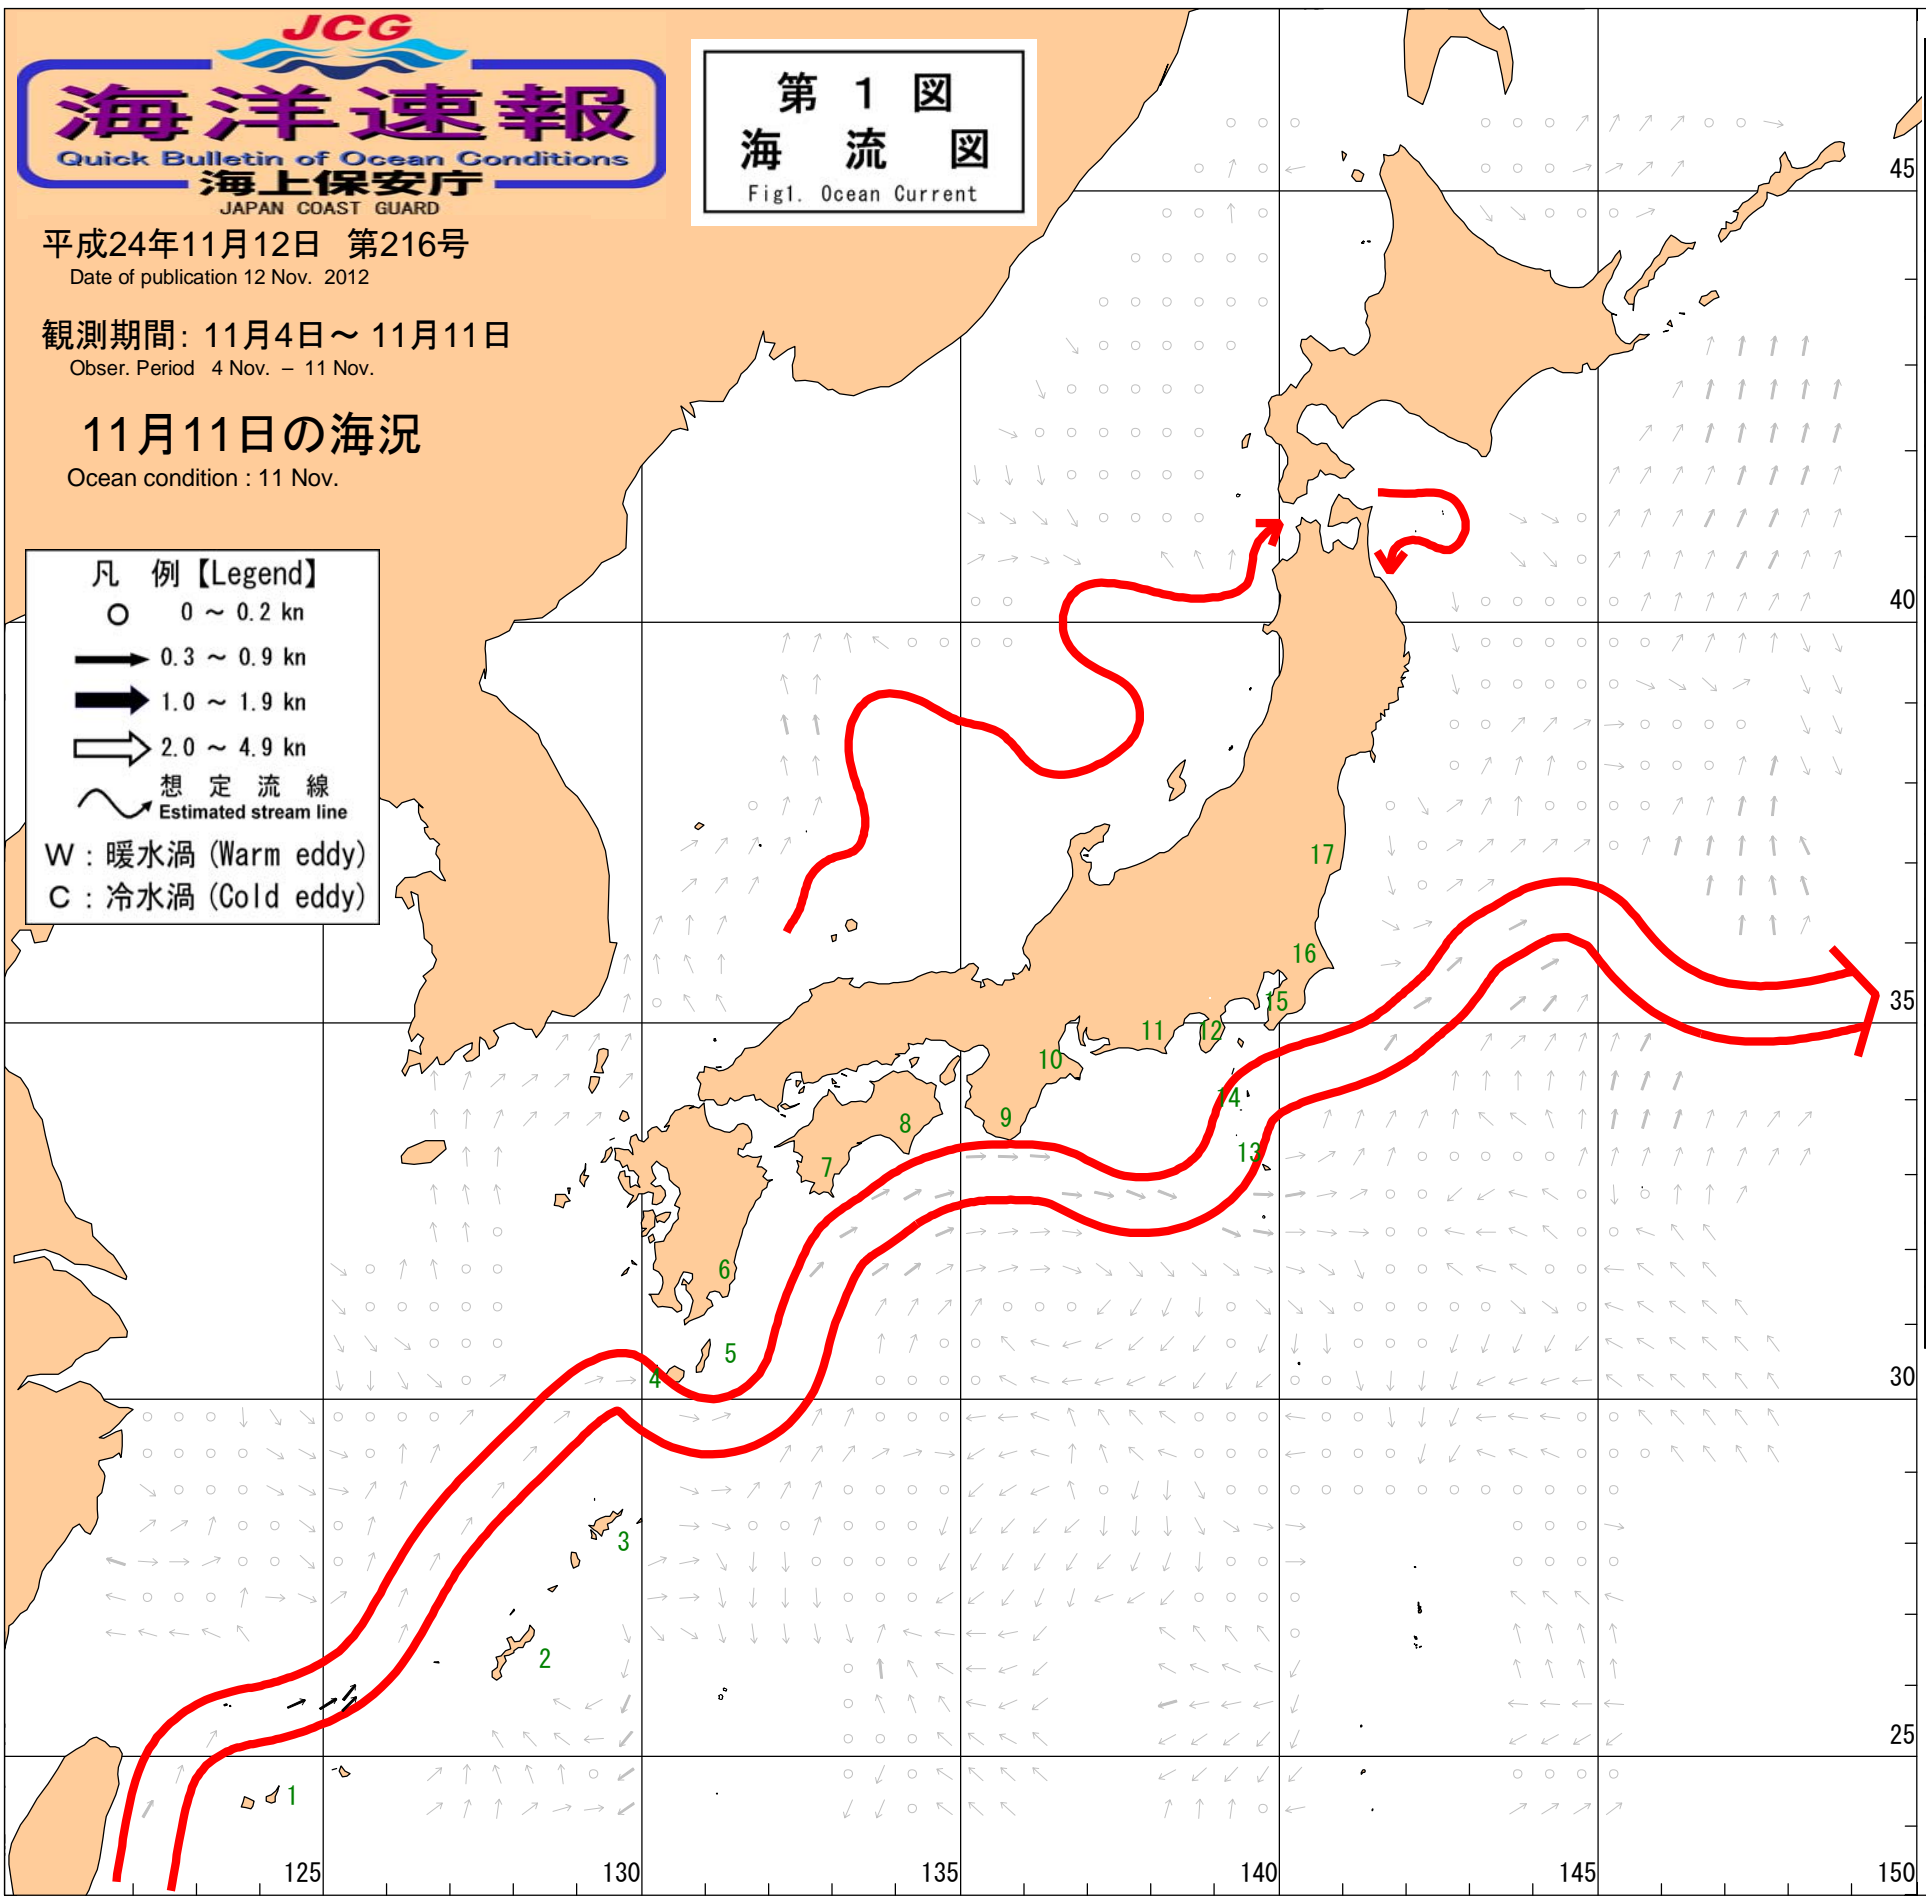 JCG
海洋速報
Quick Bulletin of Ocean Conditions
海上保安庁
JAPAN COAST GUARD
平成24年11月12日 第216号
Date of publication 12 Nov. 2012
観測期間: 11月4日～11月11日
Obser. Period 4 Nov. – 11 Nov.
11月11日の海況
Ocean condition : 11 Nov.
第 1 図
海 流 図
Fig1. Ocean Current
凡 例【Legend】
0 ～ 0.2 kn
0.3 ～ 0.9 kn
1.0 ～ 1.9 kn
2.0 ～ 4.9 kn
想 定 流 線
Estimated stream line
W : 暖水渦 (Warm eddy)
C : 冷水渦 (Cold eddy)
45
40
17
16
35
15
12
11
10
14
9
8
13
7
6
5
4
30
3
2
25
1
125
130
135
140
145
150